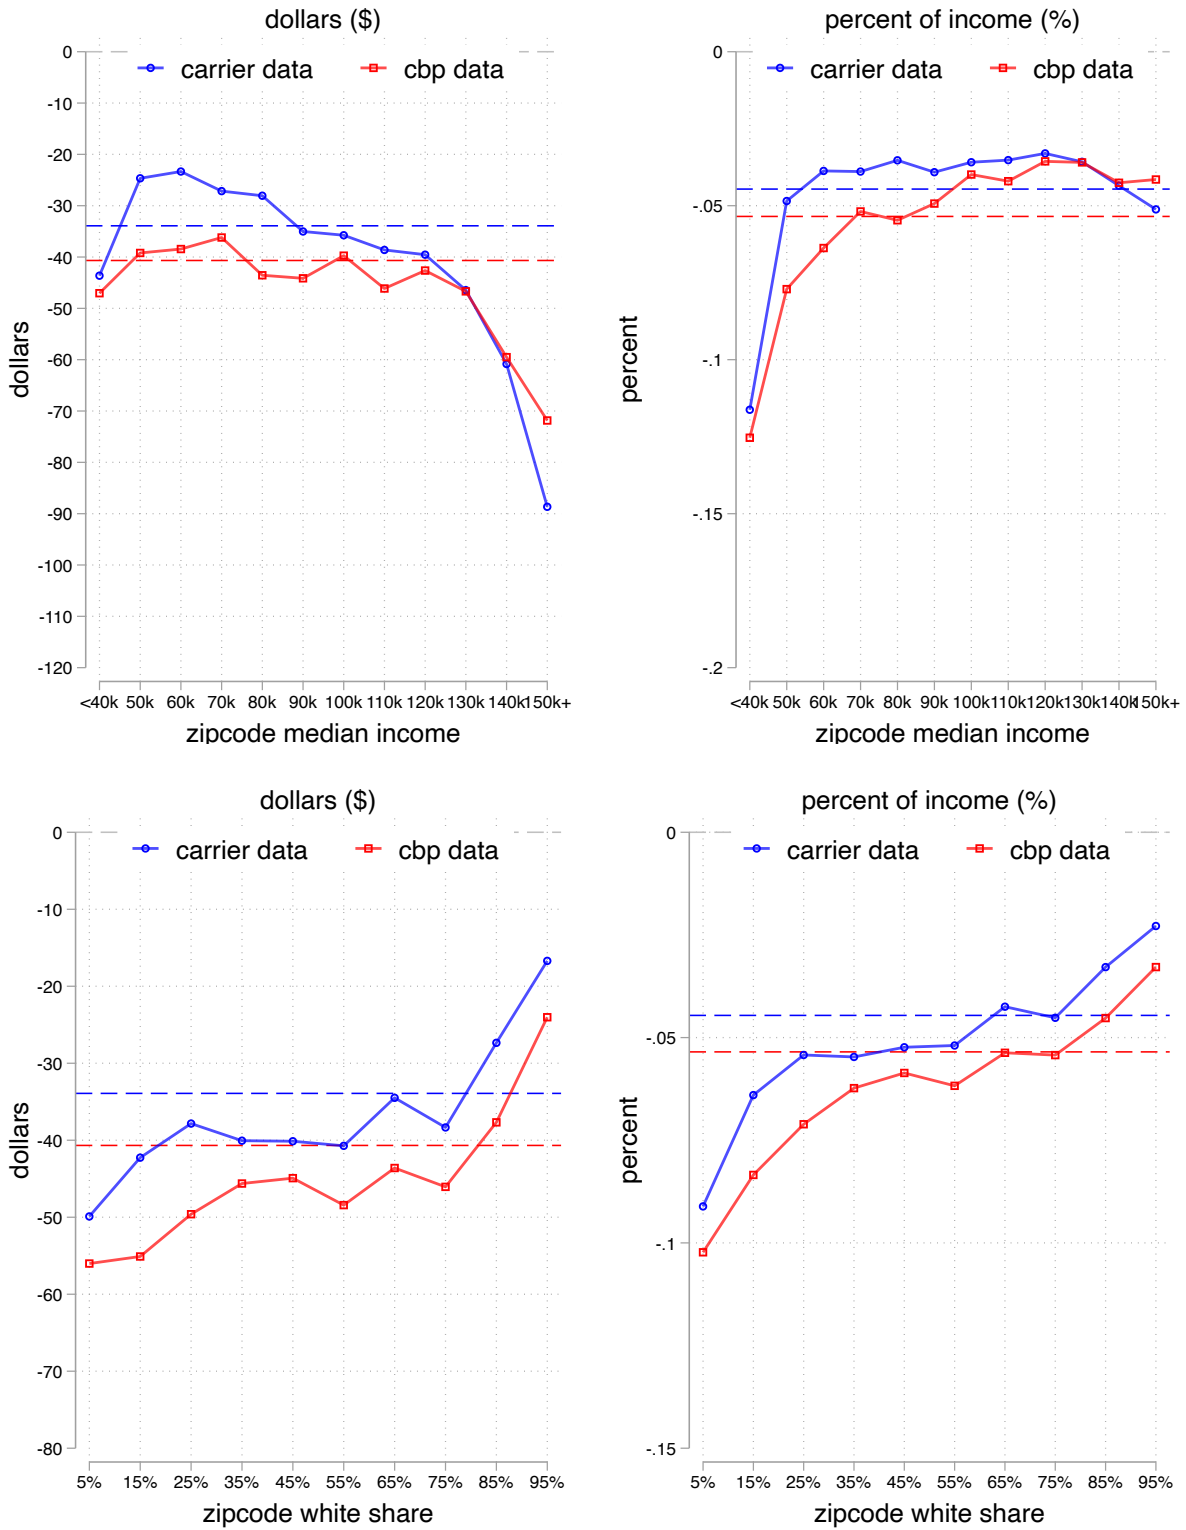 dollars ($)
percent of income (%)
carrier data
cbp data
carrier data
cbp data
0
-10
-20
-30
-40
-50
-60
-70
-80
-90
-100
-110
-120
dollars
<40k 50k 60k 70k 80k 90k 100k 110k 120k 130k 140k 150k+
zipcode median income
0
-.05
-.1
-.15
-.2
percent
<40k 50k 60k 70k 80k 90k 100k 110k 120k 130k 140k 150k+
zipcode median income
dollars ($)
percent of income (%)
carrier data
cbp data
carrier data
cbp data
0
-10
-20
-30
-40
-50
-60
-70
-80
dollars
5% 15% 25% 35% 45% 55% 65% 75% 85% 95%
zipcode white share
0
-.05
-.1
-.15
percent
5% 15% 25% 35% 45% 55% 65% 75% 85% 95%
zipcode white share